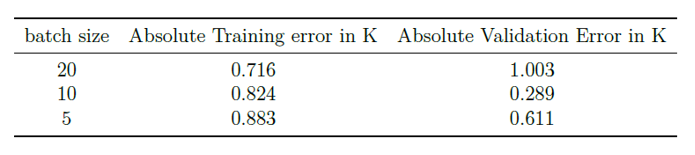 batch size Absolute Training error in K Absolute Validation Error in K
20 0.716 1.003
10 0.824 0.289
5 0.883 0.611